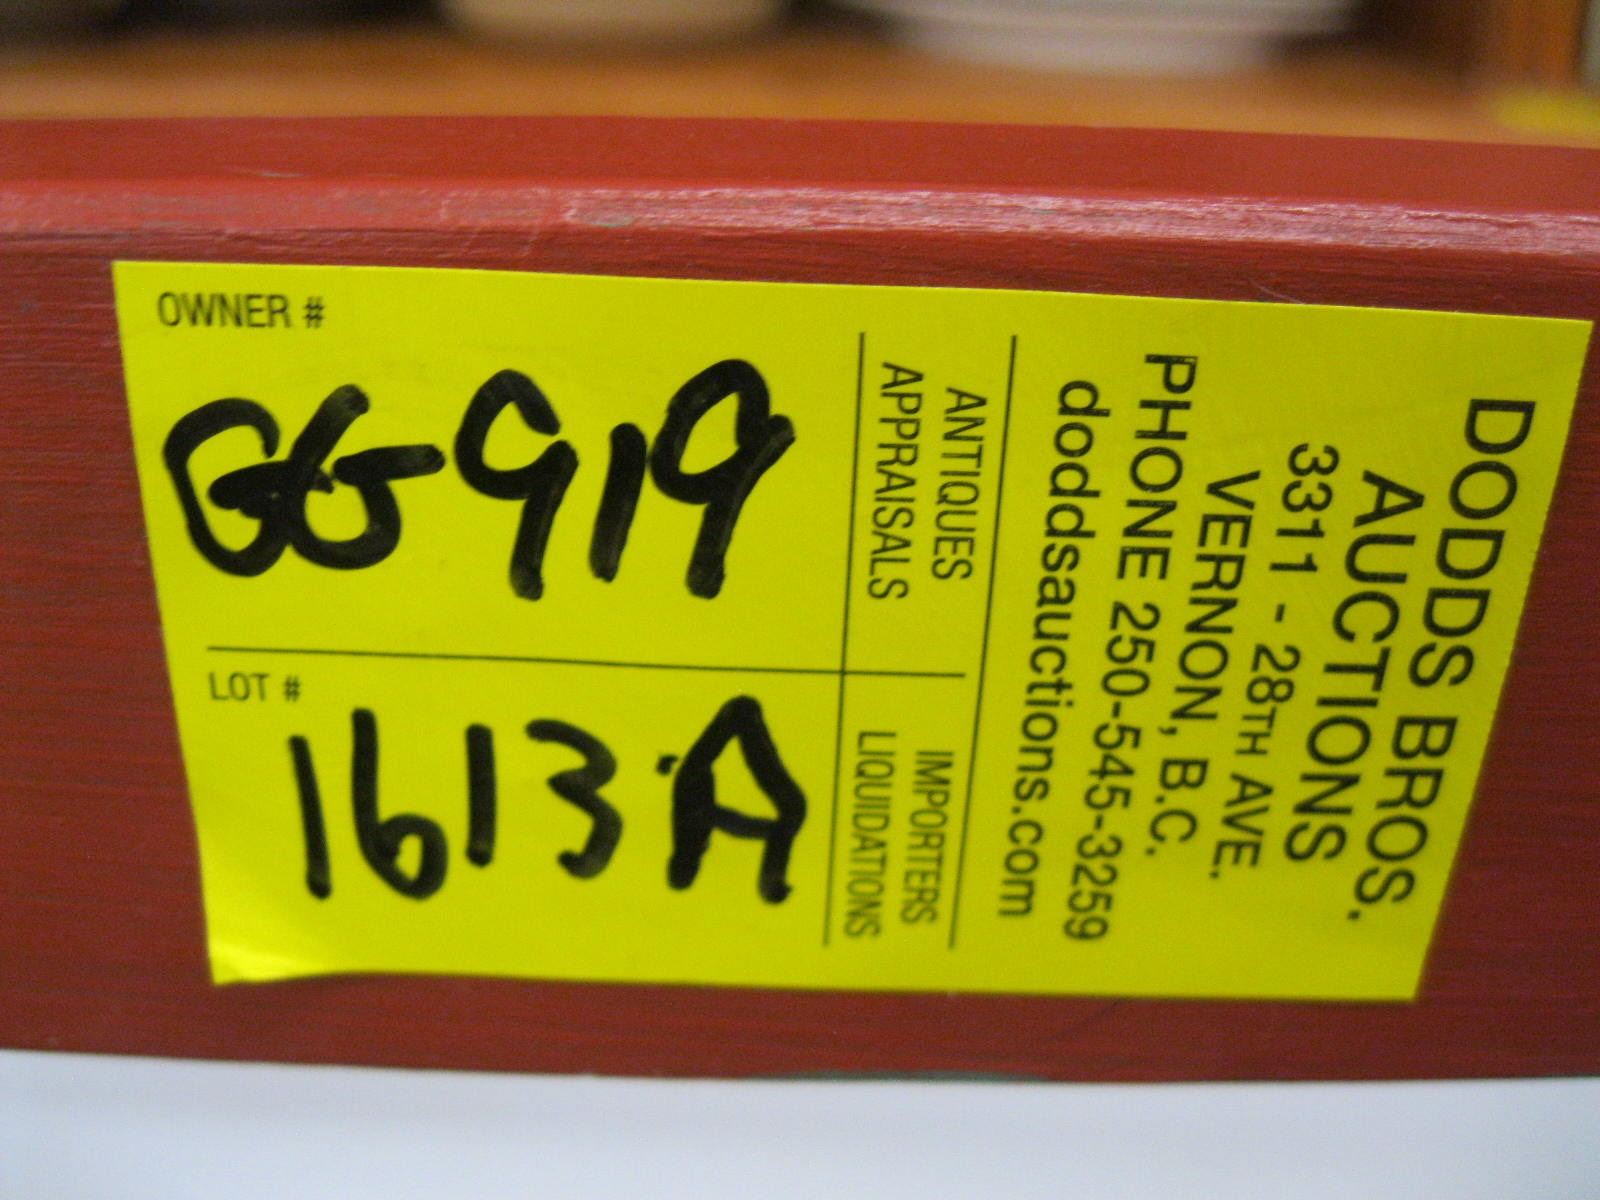 OWNER #
GG919
LOT #
1613A
DODDS BROS.
AUCTIONS
3311 - 28TH AVE.
VERNON, B.C.
PHONE 250-545-3259
doddsauctions.com
ANTIQUES IMPORTERS
APPRAISALS LIQUIDATIONS